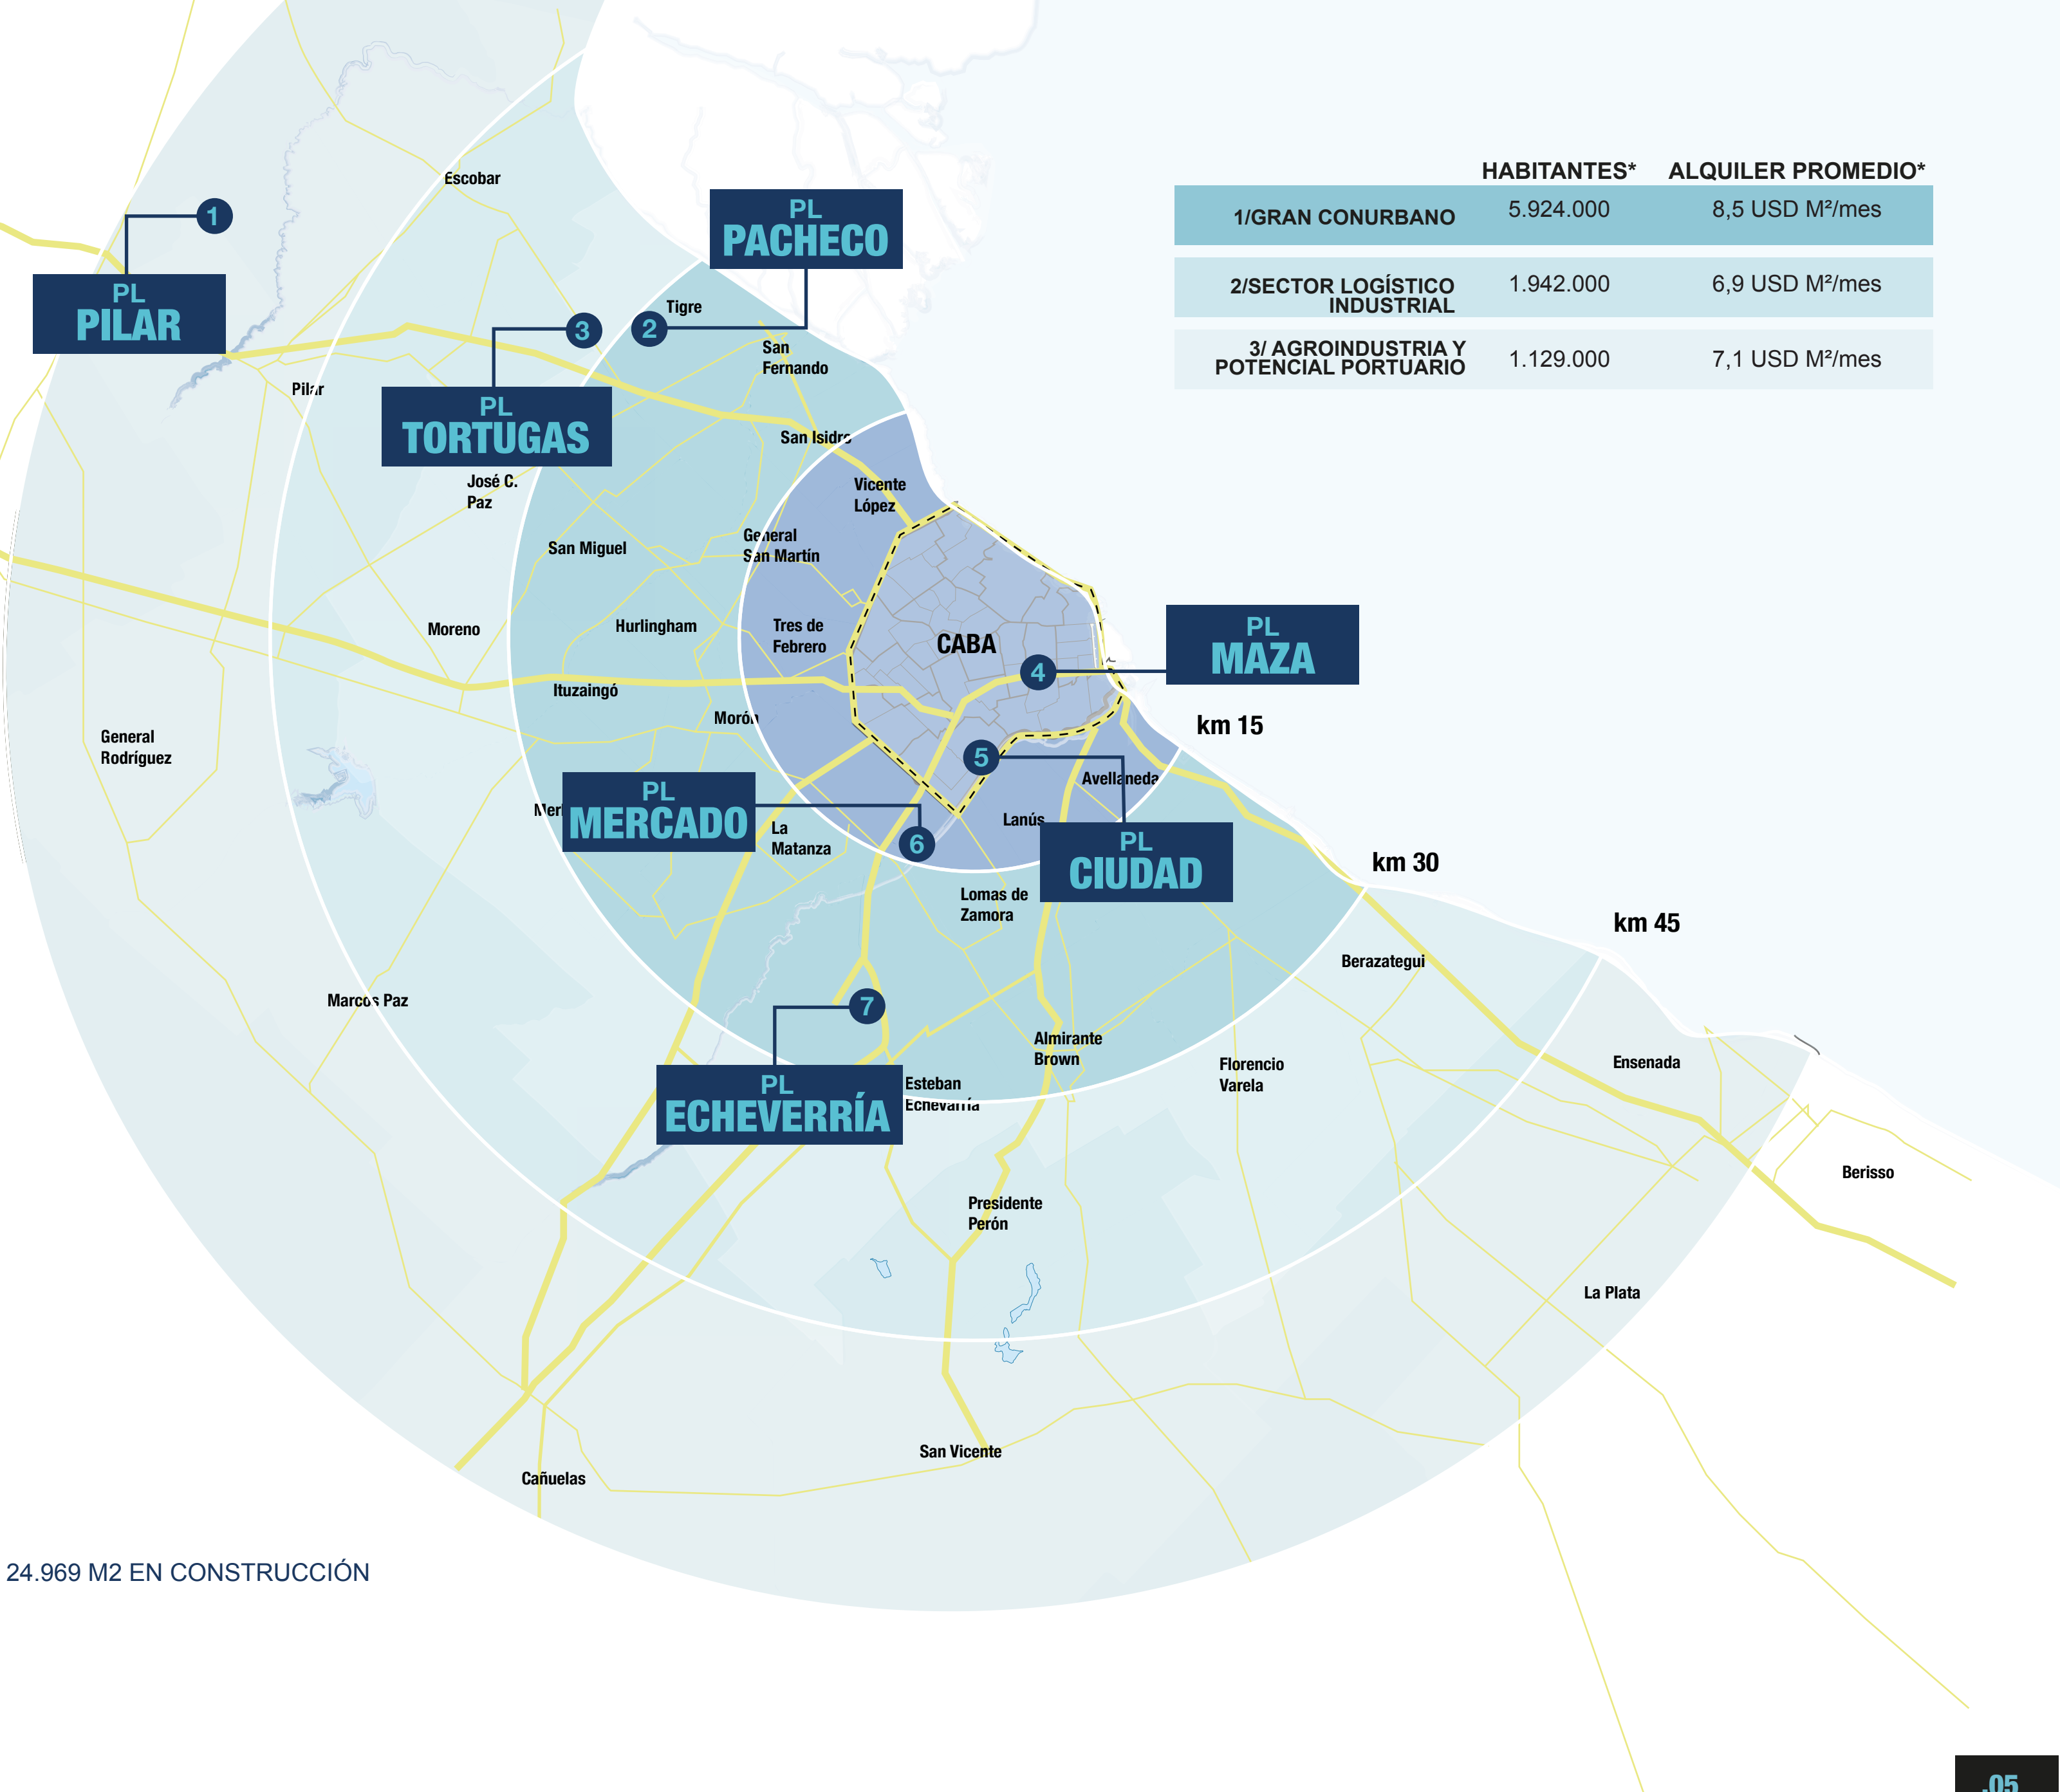 HABITANTES* ALQUILER PROMEDIO*
1/GRAN CONURBANO 5.924.000 8,5 USD M²/mes
2/SECTOR LOGÍSTICO
INDUSTRIAL
1.942.000 6,9 USD M²/mes
3/ AGROINDUSTRIA Y
POTENCIAL PORTUARIO
1.129.000 7,1 USD M²/mes
Escobar
1
PL
PILAR
PL
PACHECO
Tigre
2
3
San
Fernando
Pilar
PL
TORTUGAS
San Isidro
José C.
Paz
Vicente
López
General
San Martín
San Miguel
Hurlingham
Moreno
Tres de
Febrero
CABA
4
PL
MAZA
Ituzaingó
Morón
km 15
General
Rodríguez
5
Avellaneda
PL
MERCADO
Merl
La
Matanza
6
Lanús
PL
CIUDAD
km 30
Lomas de
Zamora
km 45
Berazategui
Marcos Paz
7
Almirante
Brown
Florencio
Varela
Ensenada
PL
ECHEVERRÍA
Esteban
Echevarría
Berisso
Presidente
Perón
La Plata
San Vicente
Cañuelas
24.969 M2 EN CONSTRUCCIÓN
.05